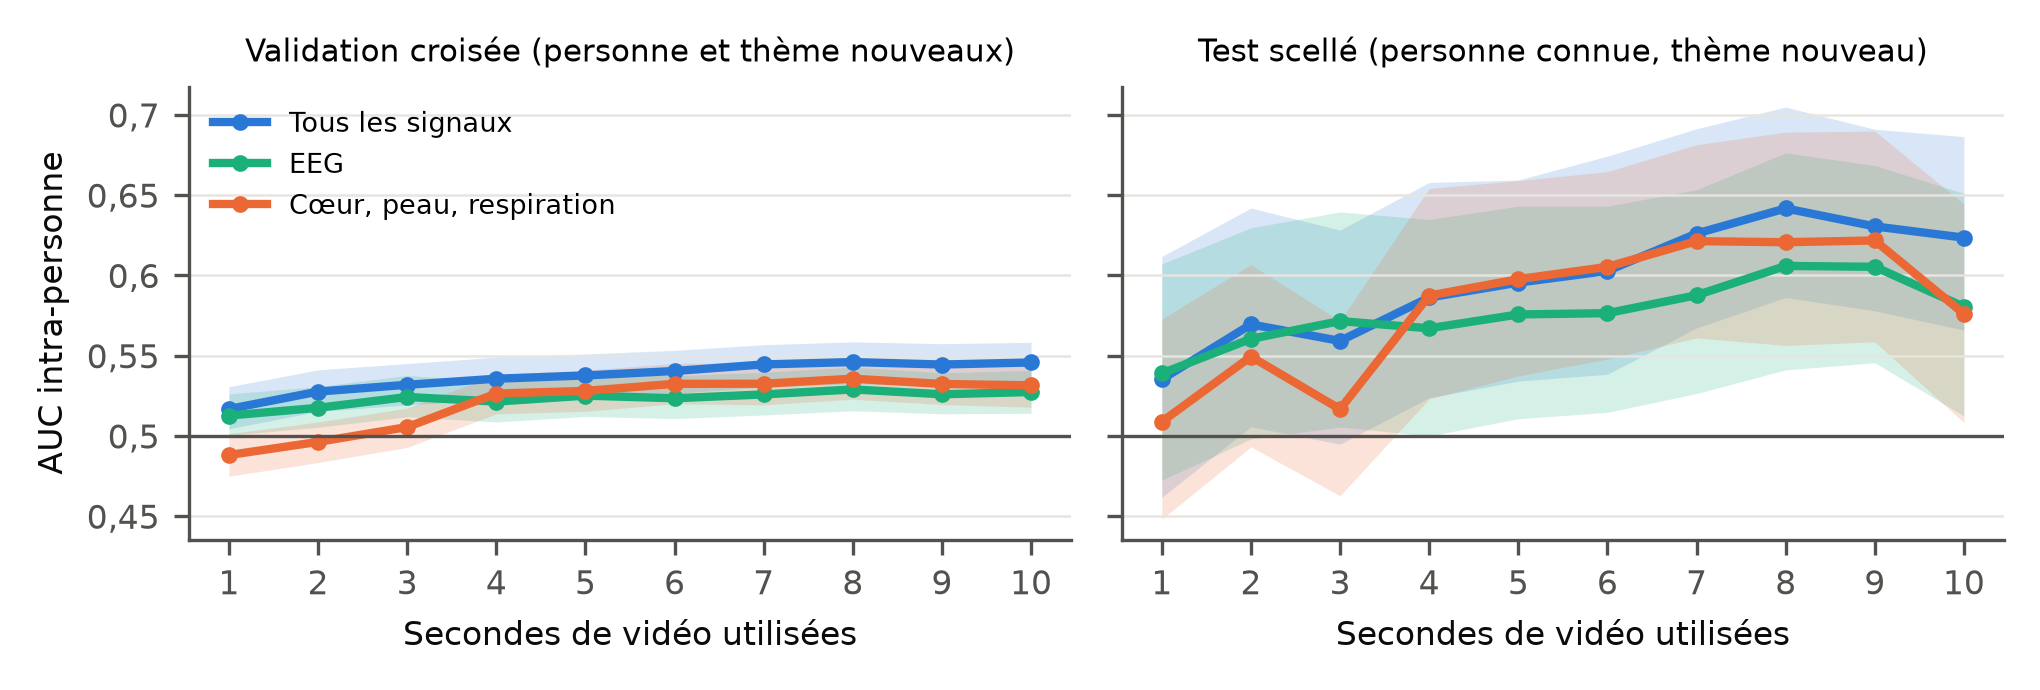 Validation croisée (personne et thème nouveaux)
Test scellé (personne connue, thème nouveau)
AUC intra-personne
0,7
0,65
0,6
0,55
0,5
0,45
Tous les signaux
EEG
Cœur, peau, respiration
1 2 3 4 5 6 7 8 9 10
Secondes de vidéo utilisées
1 2 3 4 5 6 7 8 9 10
Secondes de vidéo utilisées